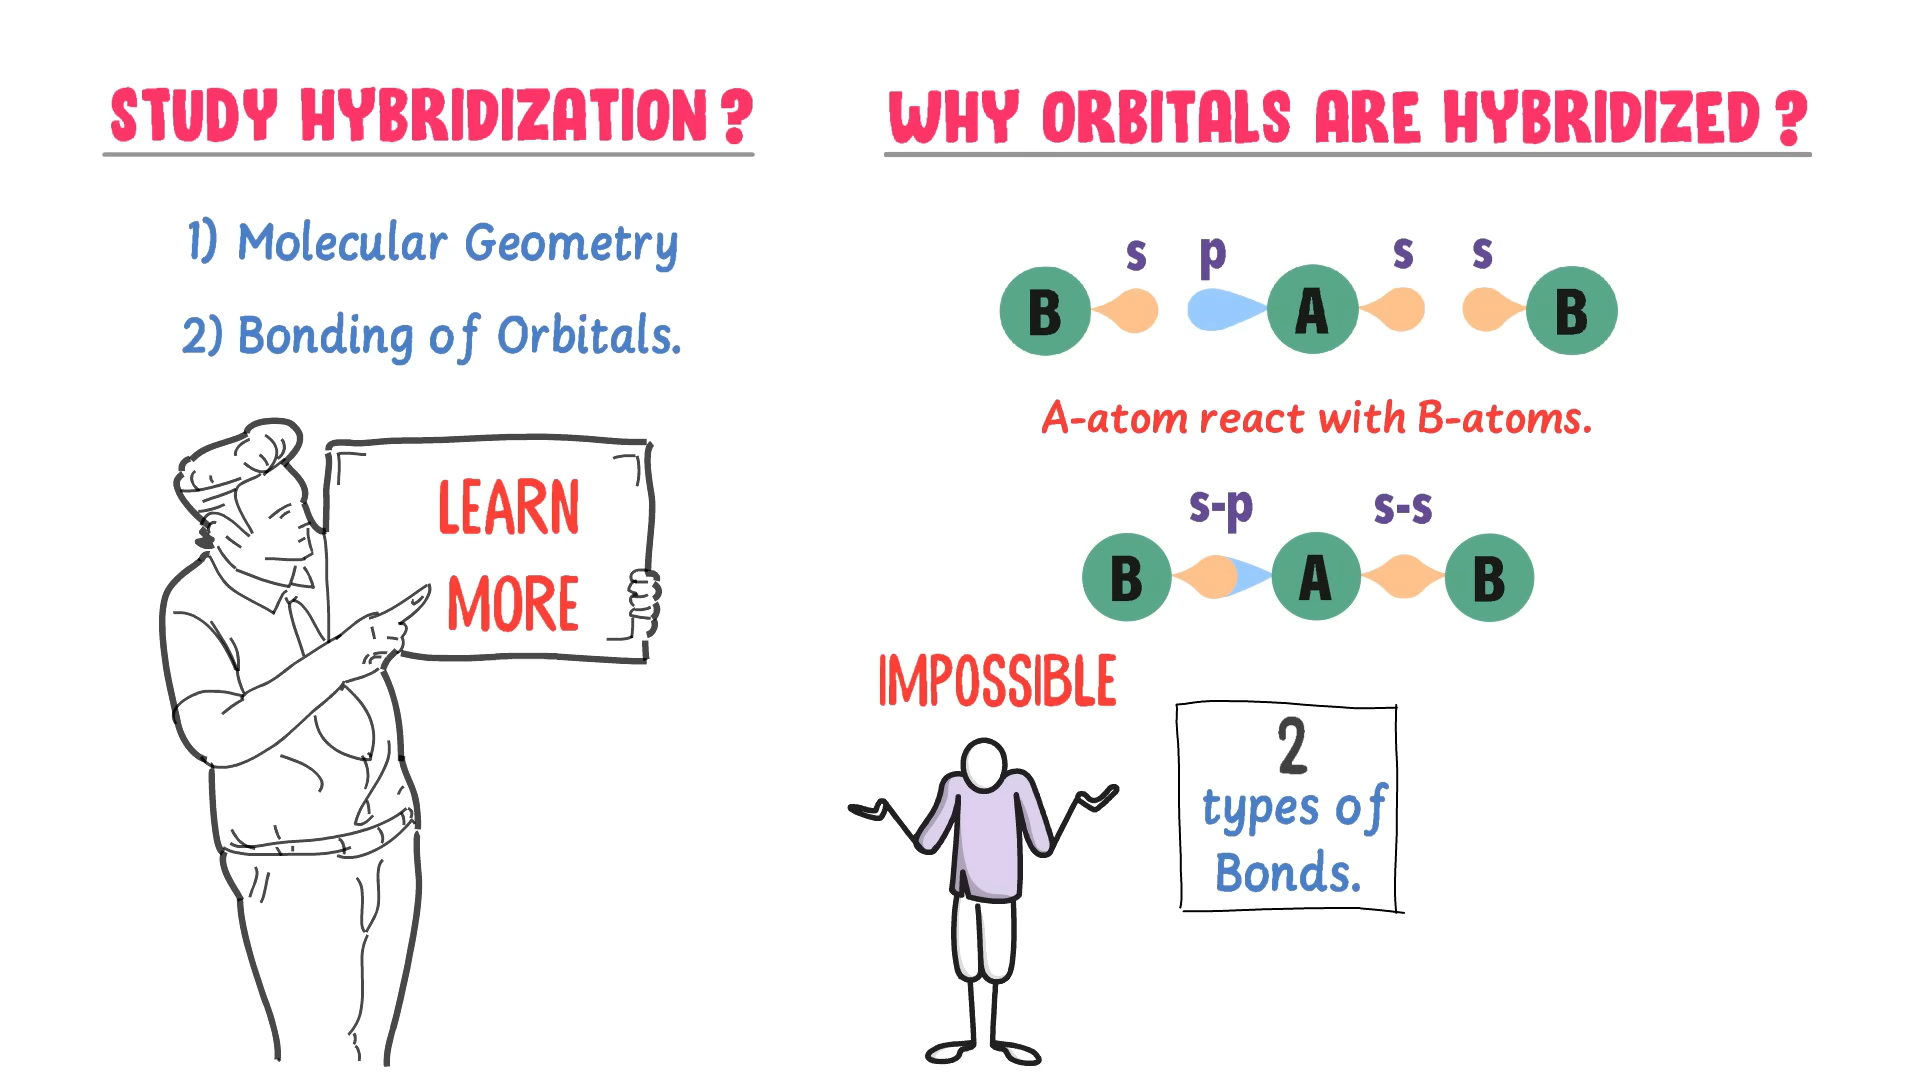 STUDY HYBRIDIZATION?
1) Molecular Geometry
2) Bonding of Orbitals.
LEARN
MORE
WHY ORBITALS ARE HYBRIDIZED?
s p s s
B A B
A-atom react with B-atoms.
s-p s-s
B A B
IMPOSSIBLE
2
types of
Bonds.